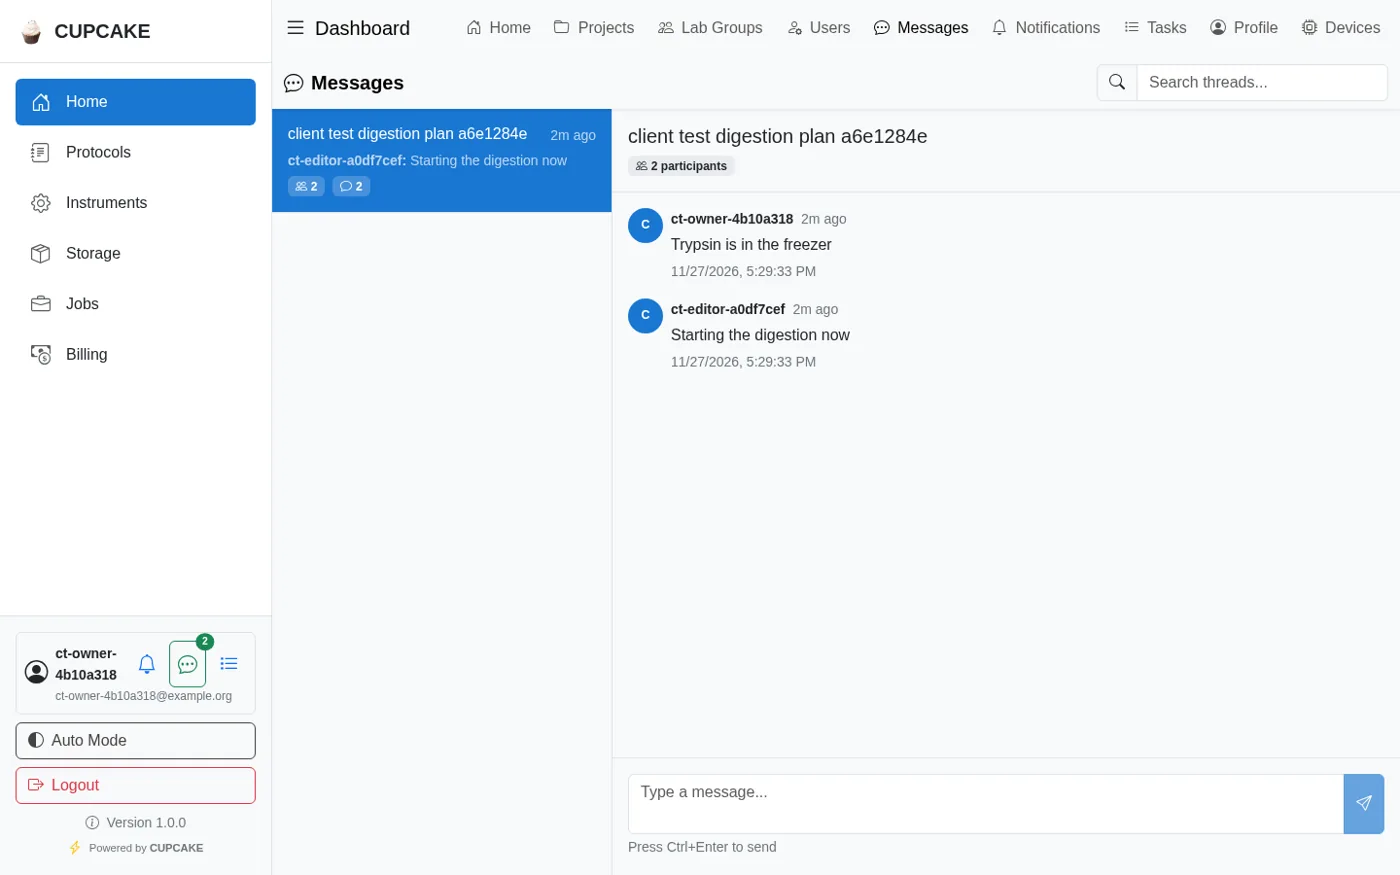 CUPCAKE
Dashboard
Home
Projects
Lab Groups
Users
Messages
Notifications
Tasks
Profile
Devices
Messages
Search threads...
Home
Protocols
Instruments
Storage
Jobs
Billing
client test digestion plan a6e1284e 2m ago
ct-editor-a0df7cef: Starting the digestion now
2 2
client test digestion plan a6e1284e
2 participants
C
ct-owner-4b10a318 2m ago
Trypsin is in the freezer
11/27/2026, 5:29:33 PM
C
ct-editor-a0df7cef 2m ago
Starting the digestion now
11/27/2026, 5:29:33 PM
Type a message...
Press Ctrl+Enter to send
ct-owner-
4b10a318
2
ct-owner-4b10a318@example.org
Auto Mode
Logout
Version 1.0.0
Powered by CUPCAKE